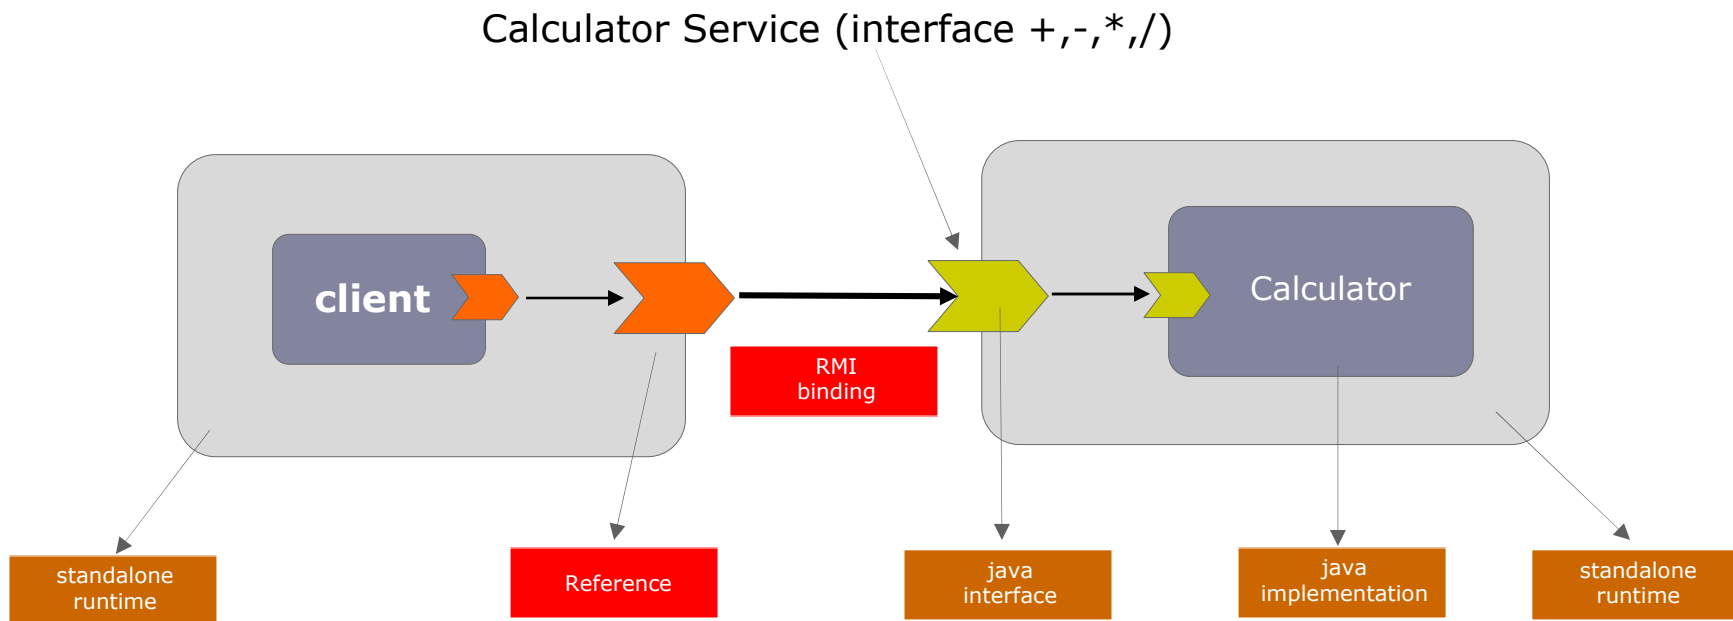 Calculator Service (interface +,-,*,/)
client
Calculator
RMI
binding
standalone
runtime
Reference
java
interface
java
implementation
standalone
runtime